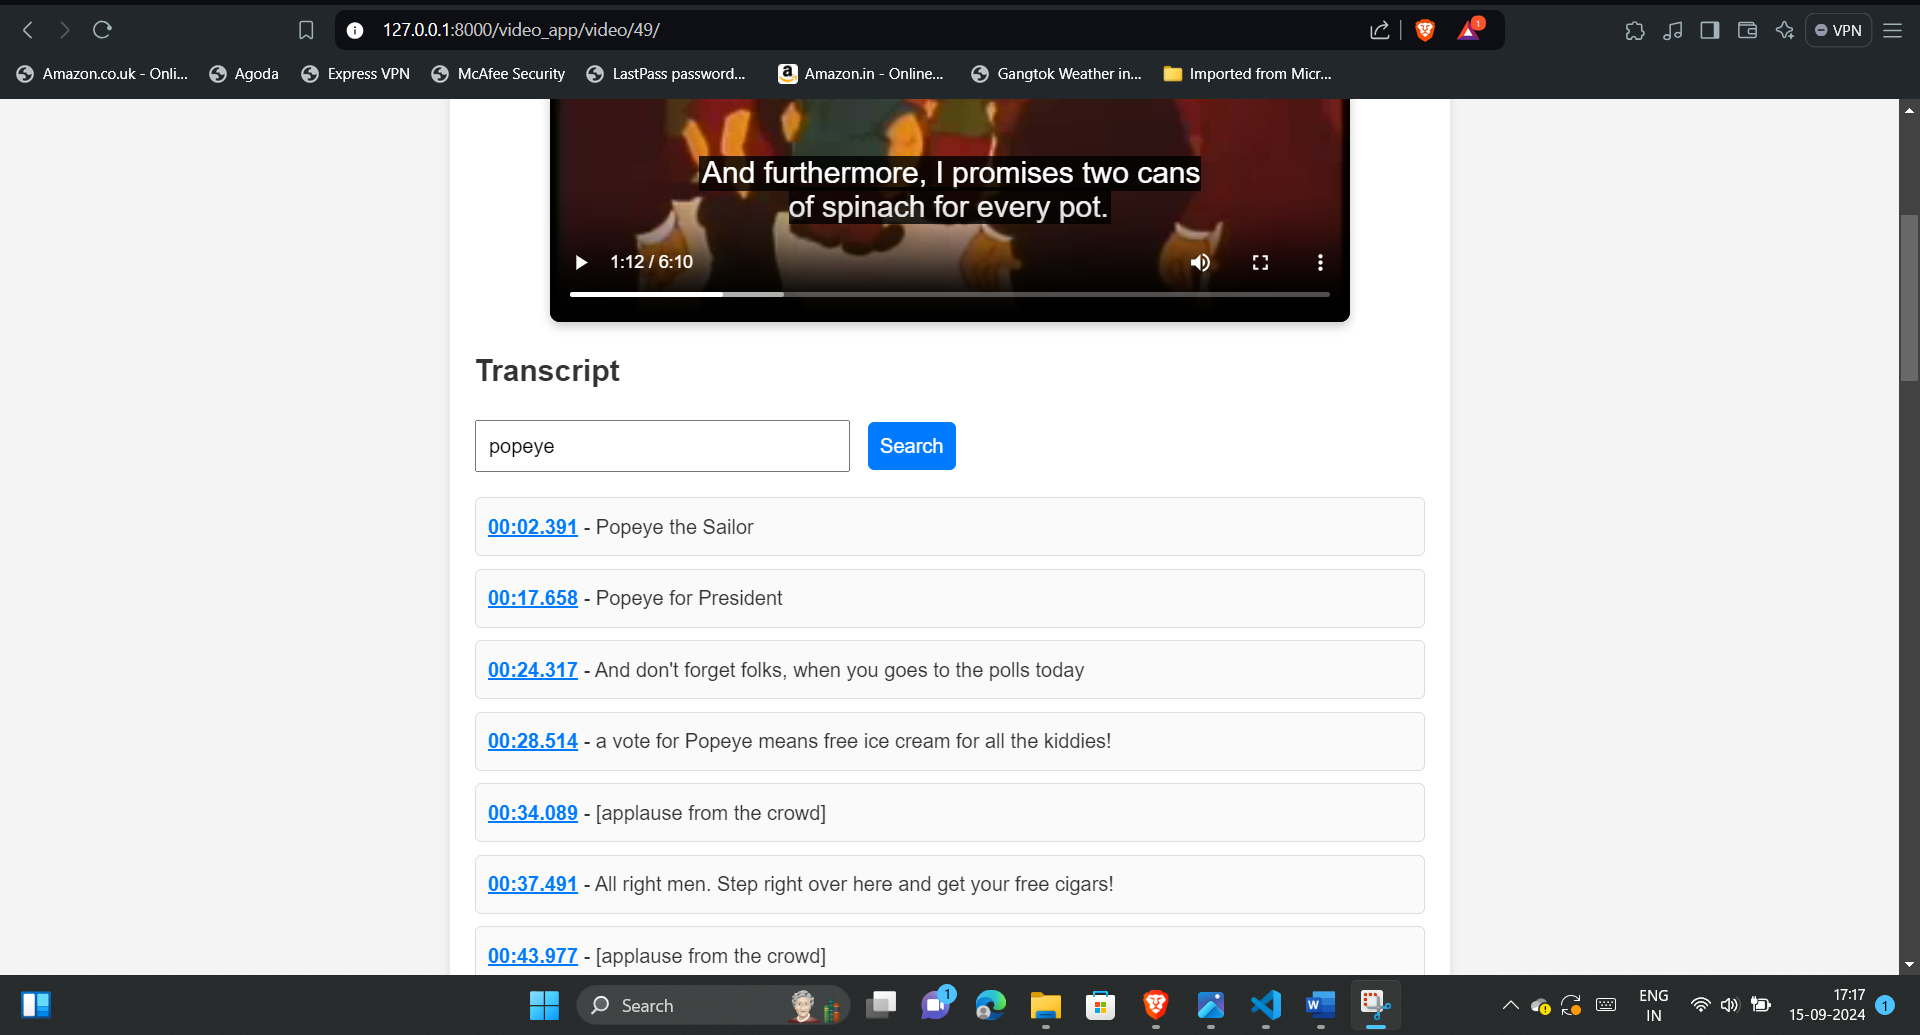 127.0.0.1:8000/video_app/video/49/
1
VPN
Amazon.co.uk - Onli...
Agoda
Express VPN
McAfee Security
LastPass password...
Amazon.in - Online...
Gangtok Weather in...
Imported from Micr...
And furthermore, I promises two cans
of spinach for every pot.
1:12 / 6:10
Transcript
popeye
Search
00:02.391 - Popeye the Sailor
00:17.658 - Popeye for President
00:24.317 - And don't forget folks, when you goes to the polls today
00:28.514 - a vote for Popeye means free ice cream for all the kiddies!
00:34.089 - [applause from the crowd]
00:37.491 - All right men. Step right over here and get your free cigars!
00:43.977 - [applause from the crowd]
Search
1
ENG
IN
17:17
15-09-2024
1